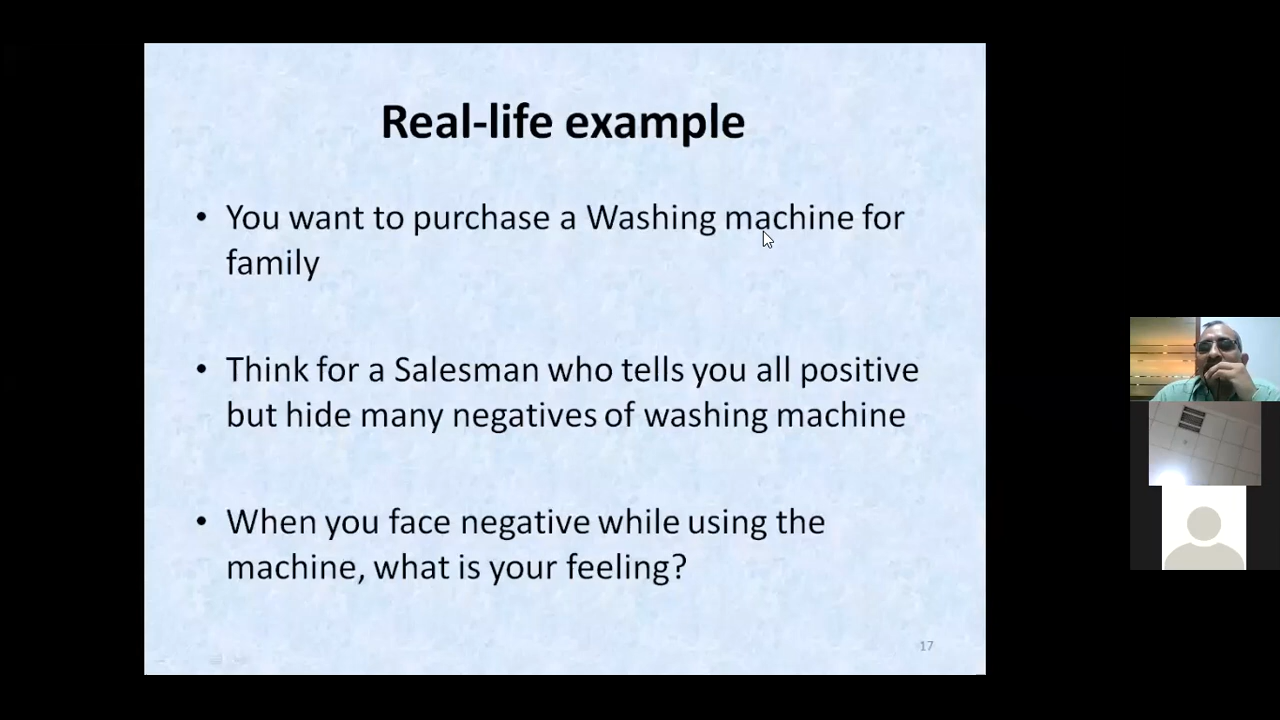 Real-life example
• You want to purchase a Washing machine for
family
• Think for a Salesman who tells you all positive
but hide many negatives of washing machine
• When you face negative while using the
machine, what is your feeling?
17